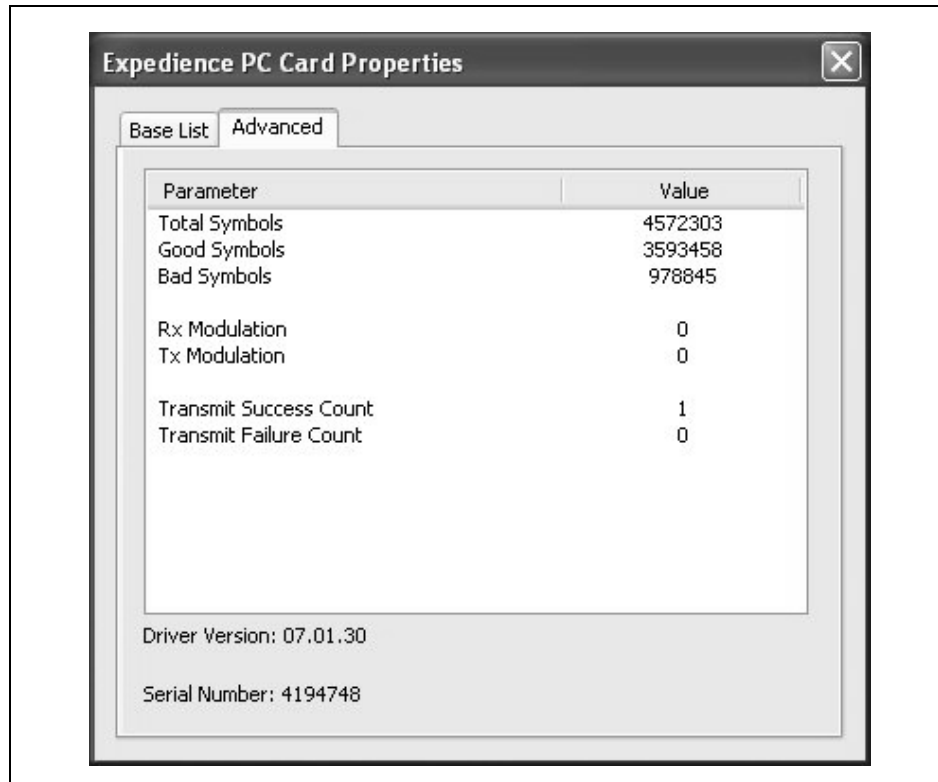 Expedience PC Card Properties
Base List Advanced
Parameter Value
Total Symbols 4572303
Good Symbols 3593458
Bad Symbols 978845
Rx Modulation 0
Tx Modulation 0
Transmit Success Count 1
Transmit Failure Count 0
Driver Version: 07.01.30
Serial Number: 4194748